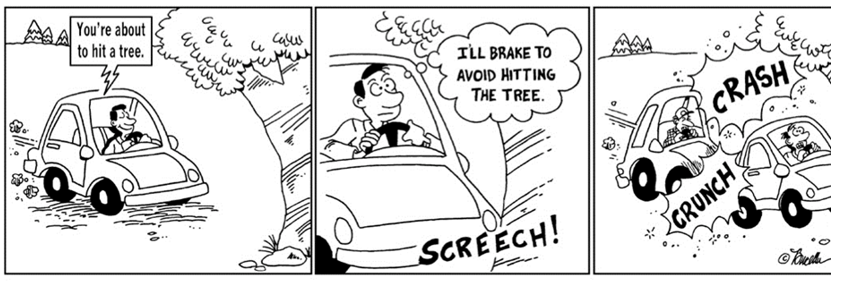 You're about
to hit a tree.
I'LL BRAKE TO
AVOID HITTING
THE TREE.
SCREECH!
CRASH
CRUNCH
©